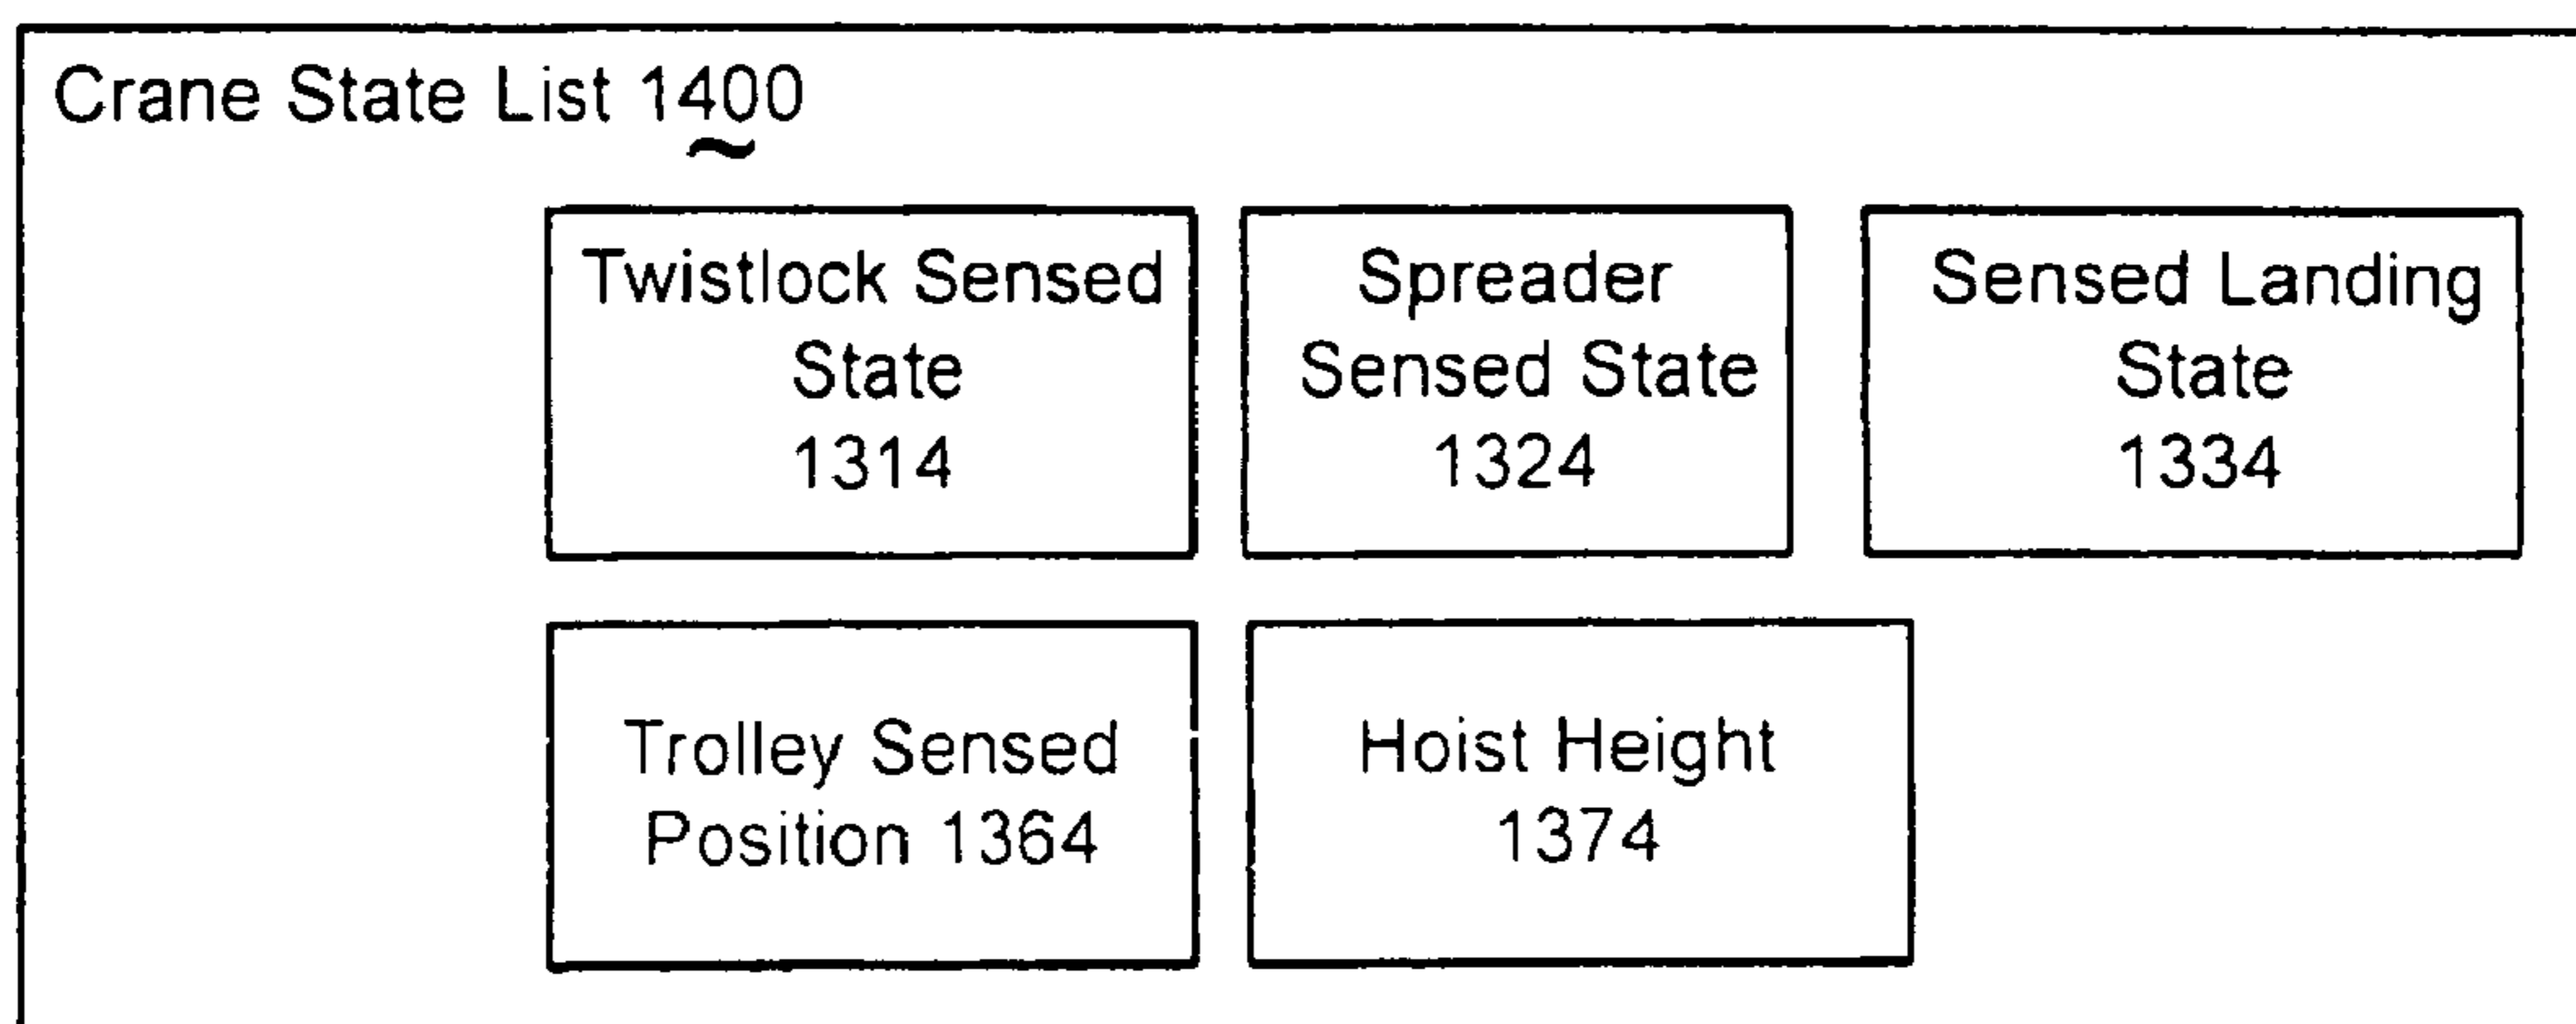 Crane State List 1400
Twistlock Sensed
State
1314
Spreader
Sensed State
1324
Sensed Landing
State
1334
Trolley Sensed
Position 1364
Hoist Height
1374